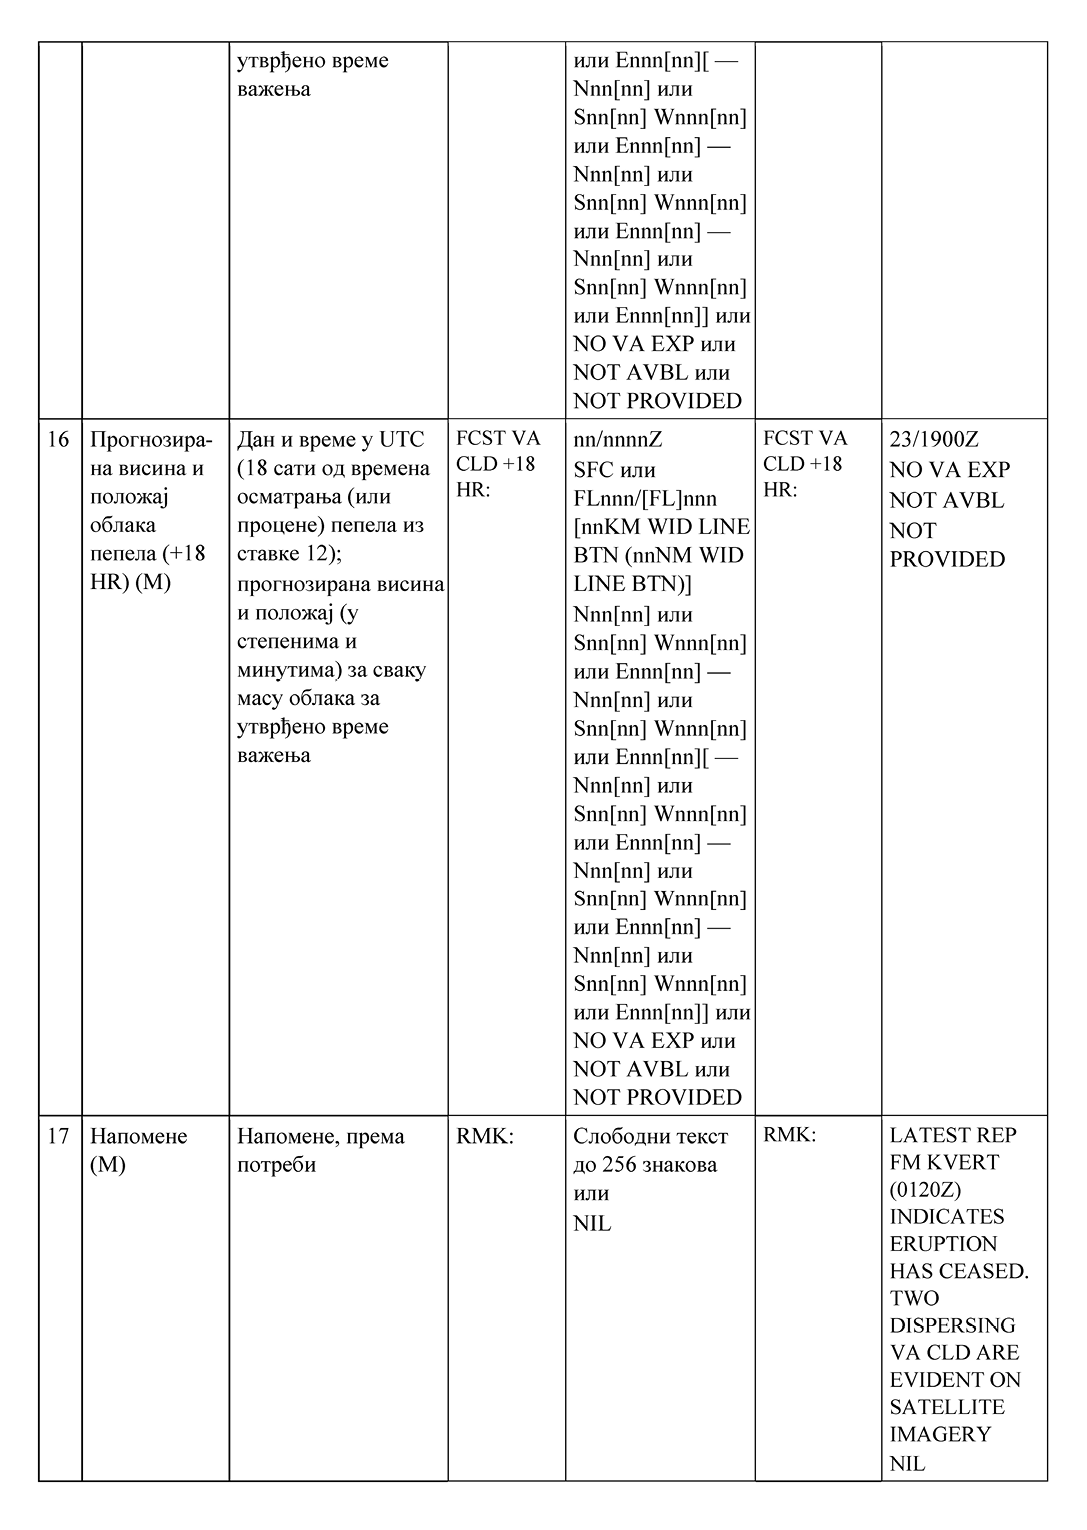 утврђено време
важења
или Ennn[nn][ —
Nnn[nn] или
Snn[nn] Wnnn[nn]
или Ennn[nn] —
Nnn[nn] или
Snn[nn] Wnnn[nn]
или Ennn[nn] —
Nnn[nn] или
Snn[nn] Wnnn[nn]
или Ennn[nn]] или
NO VA EXP или
NOT AVBL или
NOT PROVIDED
16
Прогнозира-
на висина и
положај
облака
пепела (+18
HR) (M)
Дан и време у UTC
(18 сати од времена
осматрања (или
процене) пепела из
ставке 12);
прогнозирана висина
и положај (у
степенима и
минутима) за сваку
масу облака за
утврђено време
важења
FCST VA
CLD +18
HR:
nn/nnnnZ
SFC или
FLnnn/[FL]nnn
[nnKM WID LINE
BTN (nnNM WID
LINE BTN)]
Nnn[nn] или
Snn[nn] Wnnn[nn]
или Ennn[nn] —
Nnn[nn] или
Snn[nn] Wnnn[nn]
или Ennn[nn][ —
Nnn[nn] или
Snn[nn] Wnnn[nn]
или Ennn[nn] —
Nnn[nn] или
Snn[nn] Wnnn[nn]
или Ennn[nn] —
Nnn[nn] или
Snn[nn] Wnnn[nn]
или Ennn[nn]] или
NO VA EXP или
NOT AVBL или
NOT PROVIDED
FCST VA
CLD +18
HR:
23/1900Z
NO VA EXP
NOT AVBL
NOT
PROVIDED
17
Напомене
(M)
Напомене, према
потреби
RMK:
Слободни текст
до 256 знакова
или
NIL
RMK:
LATEST REP
FM KVERT
(0120Z)
INDICATES
ERUPTION
HAS CEASED.
TWO
DISPERSING
VA CLD ARE
EVIDENT ON
SATELLITE
IMAGERY
NIL